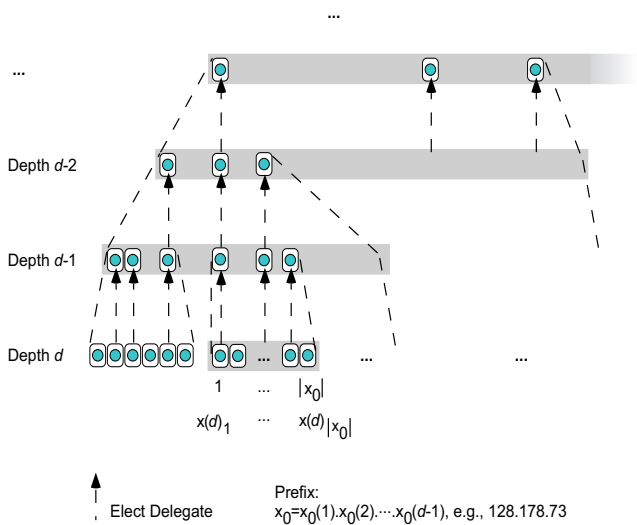 ...
...
Depth d-2
Depth d-1
Depth d ... ... ...
1 ... |x0|
x(d)1 ... x(d)|x0|
Elect Delegate
Prefix:
x0=x0(1).x0(2).....x0(d-1), e.g., 128.178.73